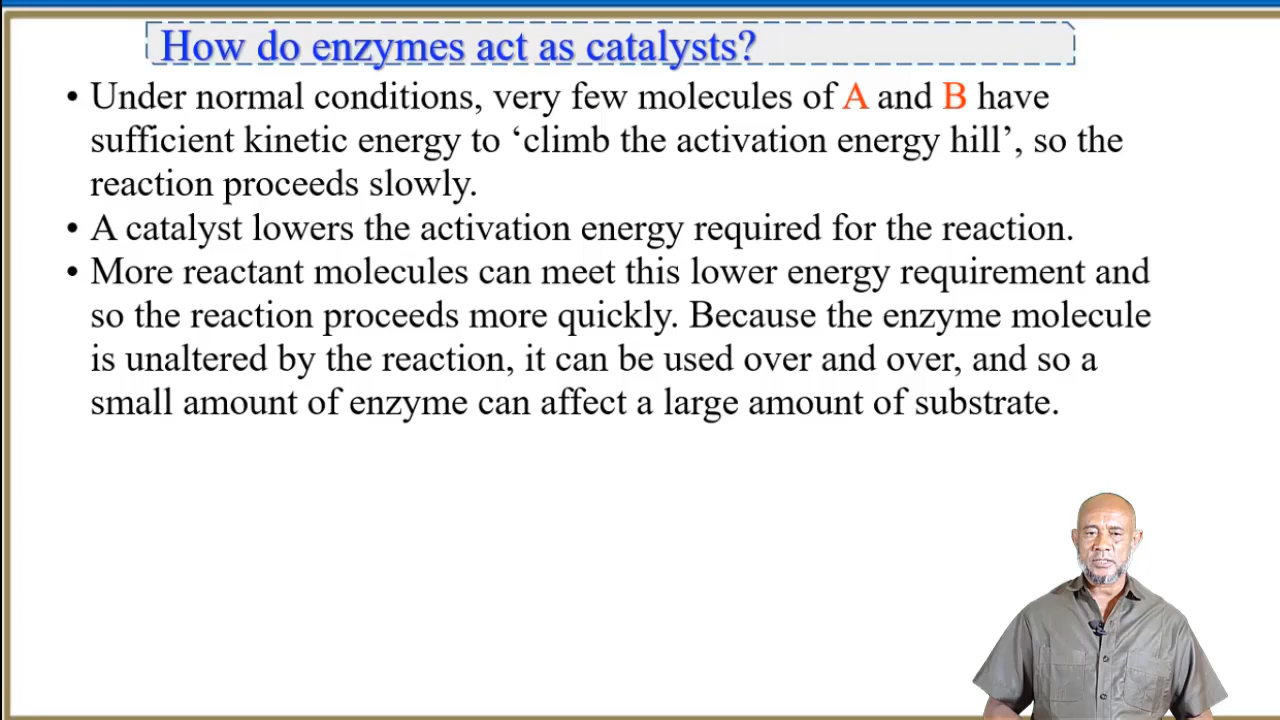 How do enzymes act as catalysts?
• Under normal conditions, very few molecules of A and B have
sufficient kinetic energy to ‘climb the activation energy hill’, so the
reaction proceeds slowly.
• A catalyst lowers the activation energy required for the reaction.
• More reactant molecules can meet this lower energy requirement and
so the reaction proceeds more quickly. Because the enzyme molecule
is unaltered by the reaction, it can be used over and over, and so a
small amount of enzyme can affect a large amount of substrate.